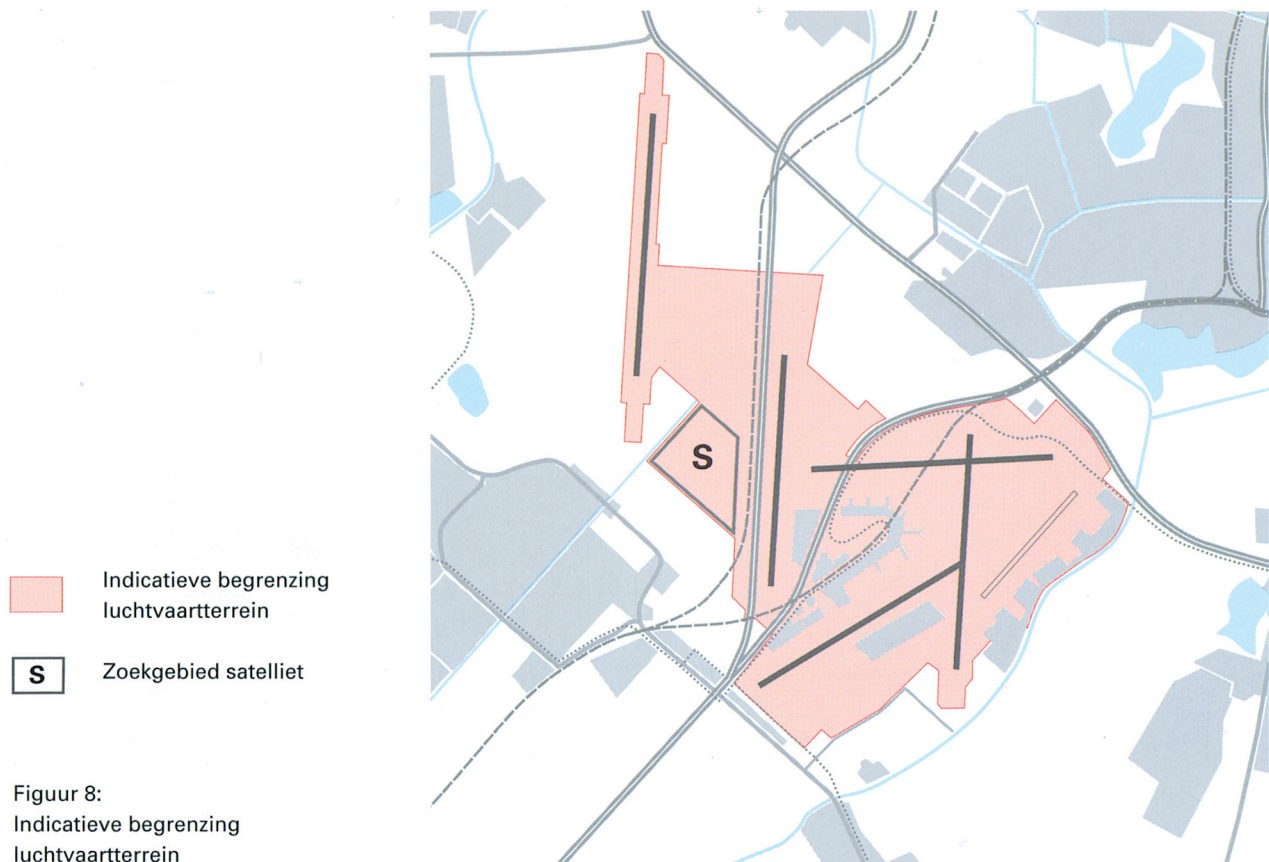 S
Indicatieve begrenzing
luchtvaartterrein
S
Zoekgebied satelliet
Figuur 8:
Indicatieve begrenzing
luchtvaartterrein